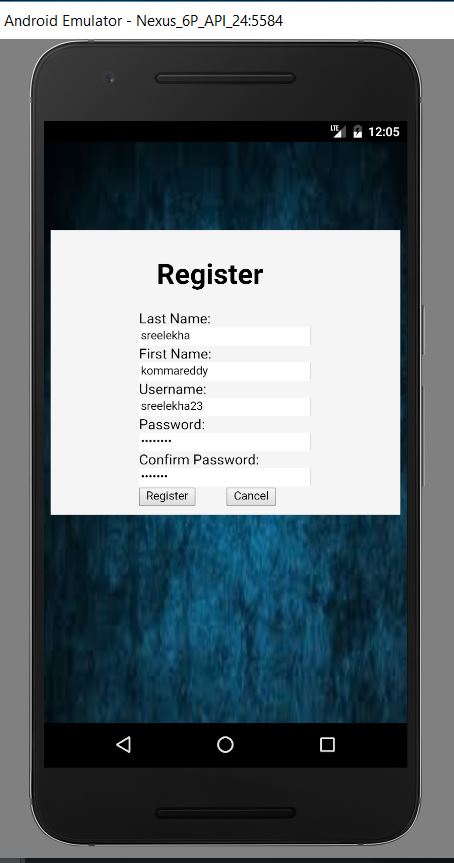 Android Emulator - Nexus_6P_API_24:5584
LTE 12:05
Register
Last Name:
sreelekha
First Name:
kommareddy
Username:
sreelekha23
Password:
••••••••
Confirm Password:
•••••••
Register Cancel